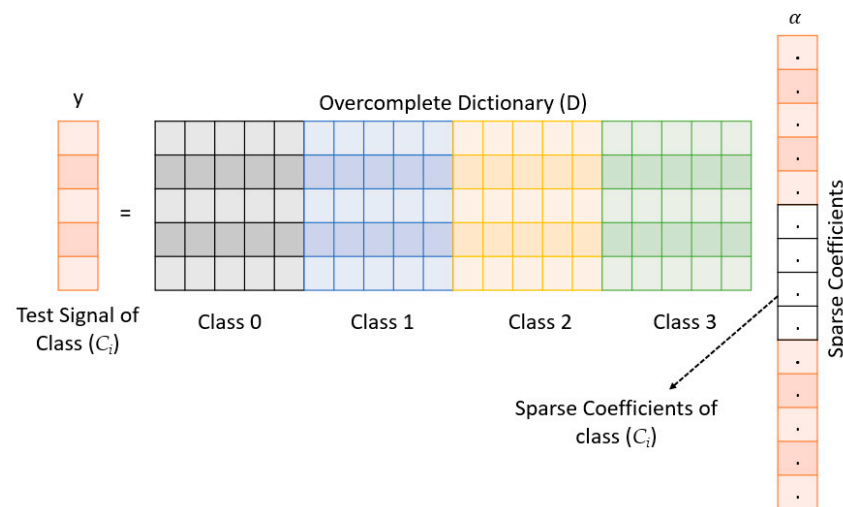 α
y
Overcomplete Dictionary (D)
=
Test Signal of
Class (Cᵢ)
Class 0
Class 1
Class 2
Class 3
Sparse Coefficients
Sparse Coefficients of
class (Cᵢ)